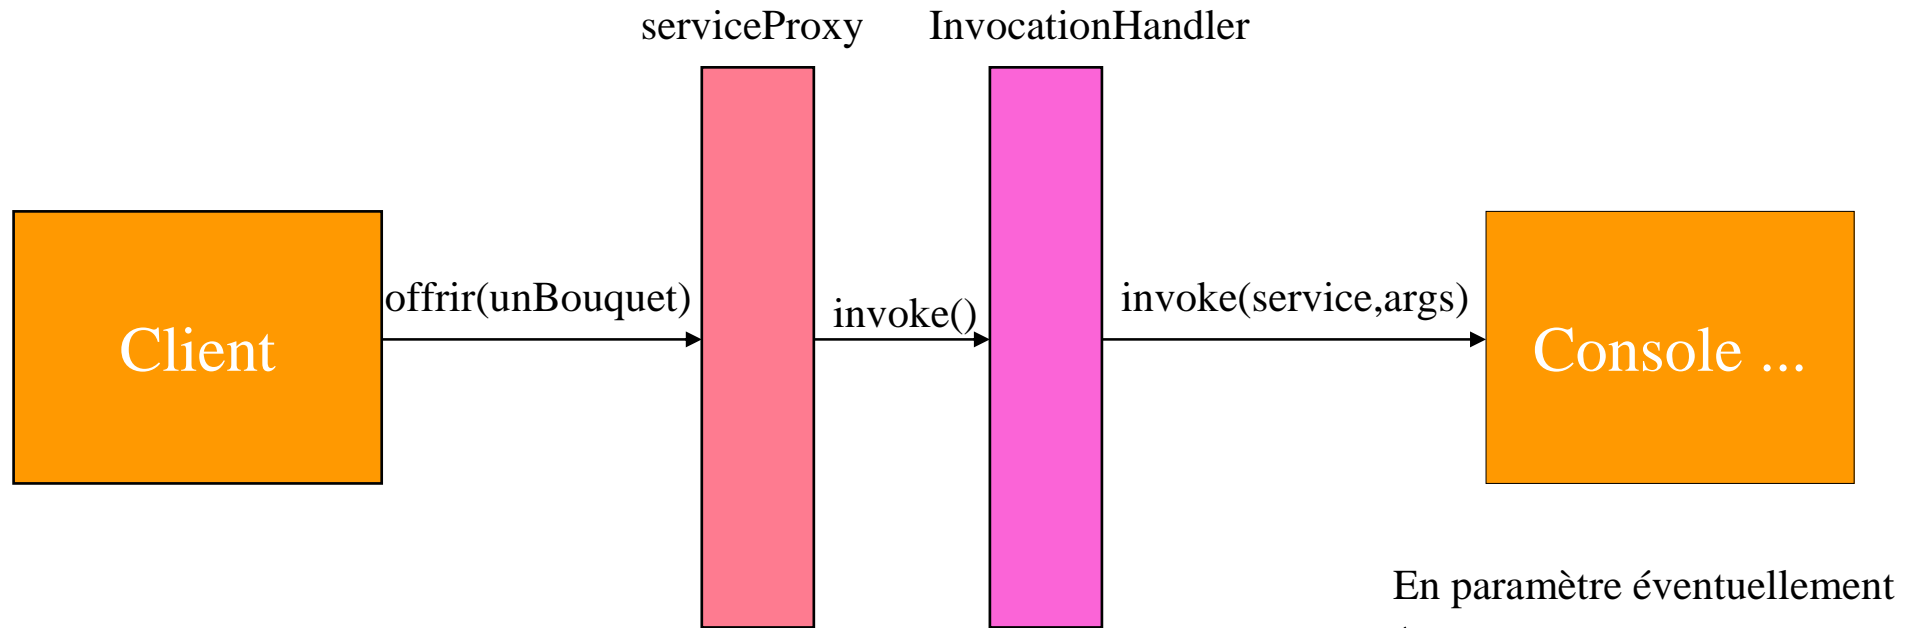 serviceProxy
InvocationHandler
offrir(unBouquet)
invoke()
invoke(service,args)
Client
Console ...
En paramètre éventuellement